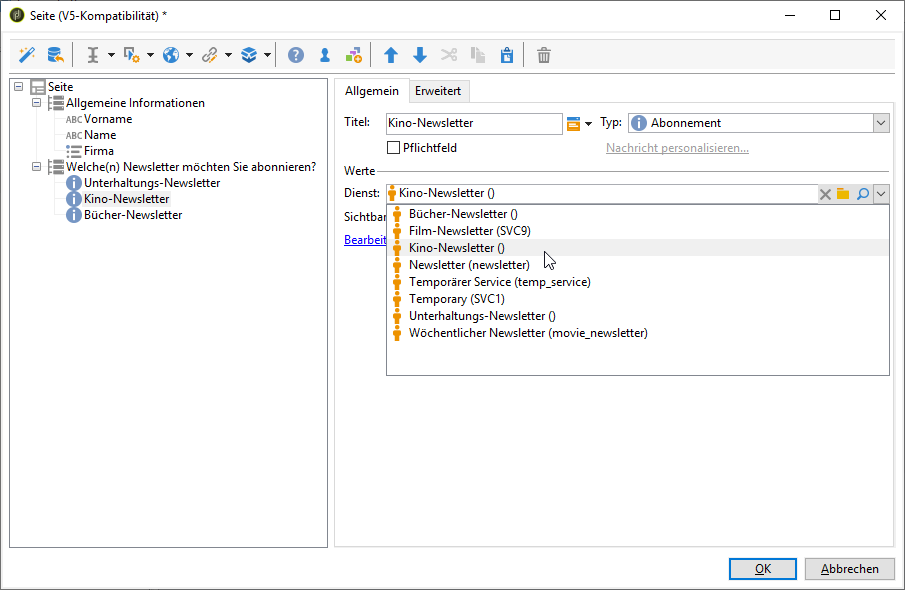 Seite (V5-Kompatibilität) *
Seite
Allgemeine Informationen
ABC Vorname
ABC Name
Firma
Welche(n) Newsletter möchten Sie abonnieren?
Unterhaltungs-Newsletter
Kino-Newsletter
Bücher-Newsletter
Allgemein Erweitert
Titel: Kino-Newsletter Typ: Abonnement
Pflichtfeld Nachricht personalisieren...
Werte
Dienst: Kino-Newsletter ()
Sichtbar
Bearbeit
Bücher-Newsletter ()
Film-Newsletter (SVC9)
Kino-Newsletter ()
Newsletter (newsletter)
Temporärer Service (temp_service)
Temporary (SVC1)
Unterhaltungs-Newsletter ()
Wöchentlicher Newsletter (movie_newsletter)
OK Abbrechen